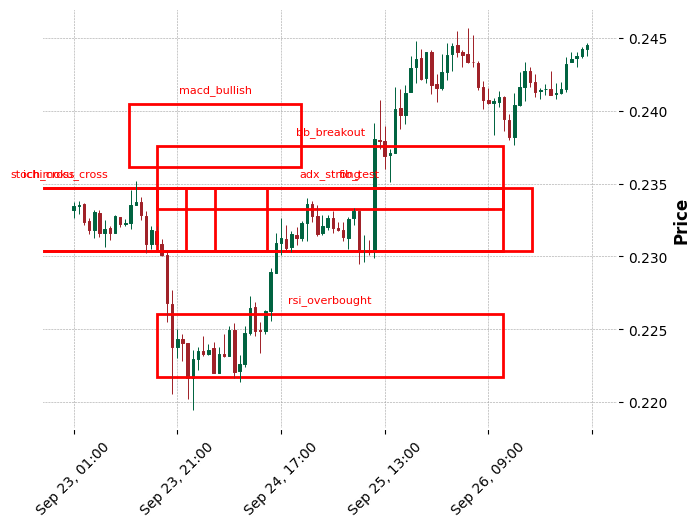 0.245
macd_bullish
0.240
bb_breakout
0.235
adx_strong
fib_test
Price
0.230
rsi_overbought
0.225
0.220
Sep 23, 01:00
Sep 23, 21:00
Sep 24, 17:00
Sep 25, 13:00
Sep 26, 09:00